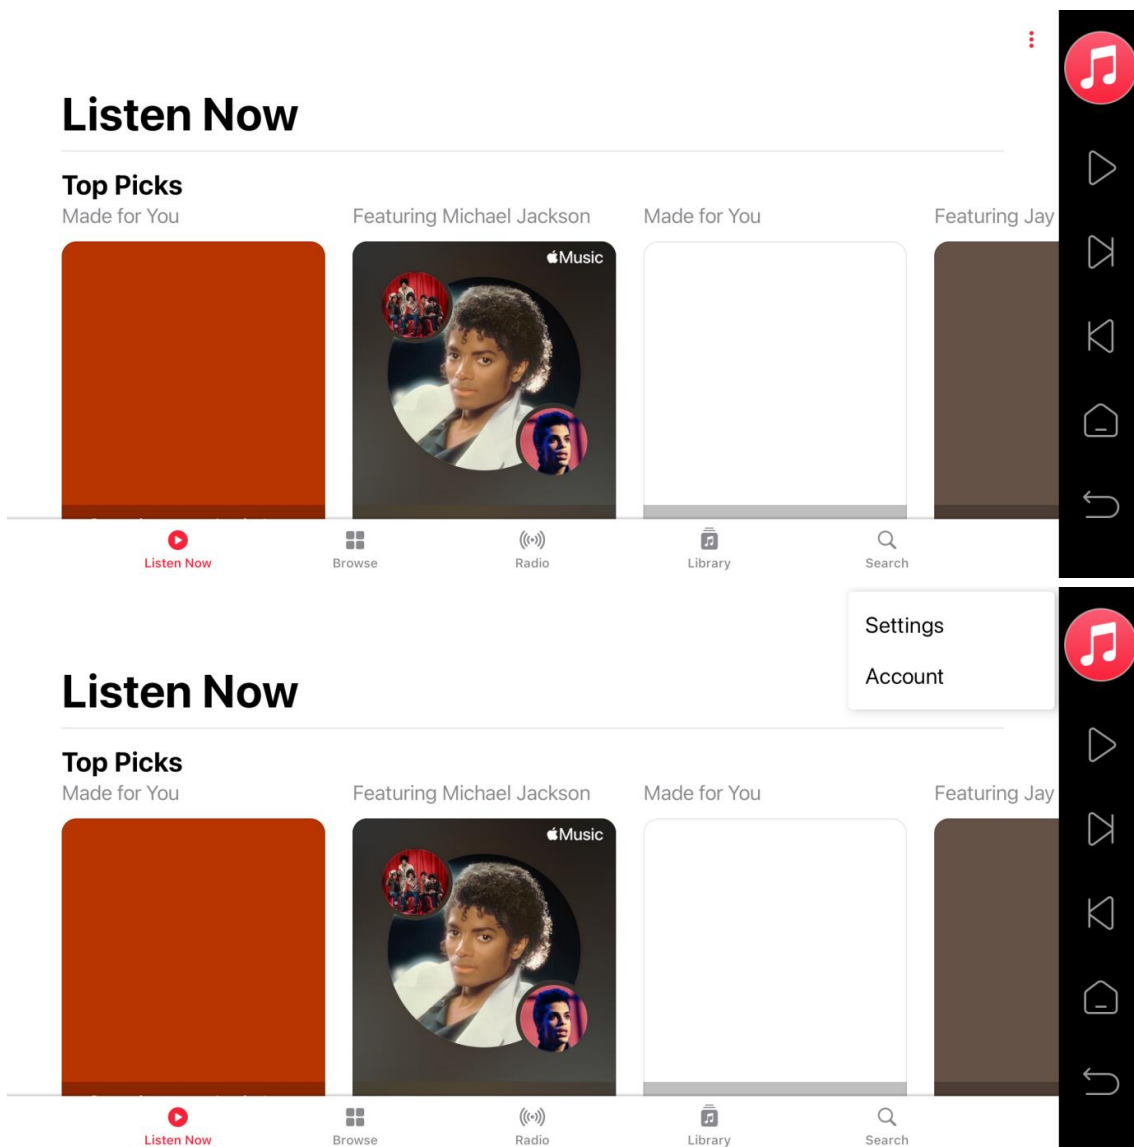 Listen Now
Top Picks
Made for You
Featuring Michael Jackson
Made for You
Featuring Jay
Music
Listen Now
Browse
Radio
Library
Search
Settings
Account
Listen Now
Top Picks
Made for You
Featuring Michael Jackson
Made for You
Featuring Jay
Music
Listen Now
Browse
Radio
Library
Search